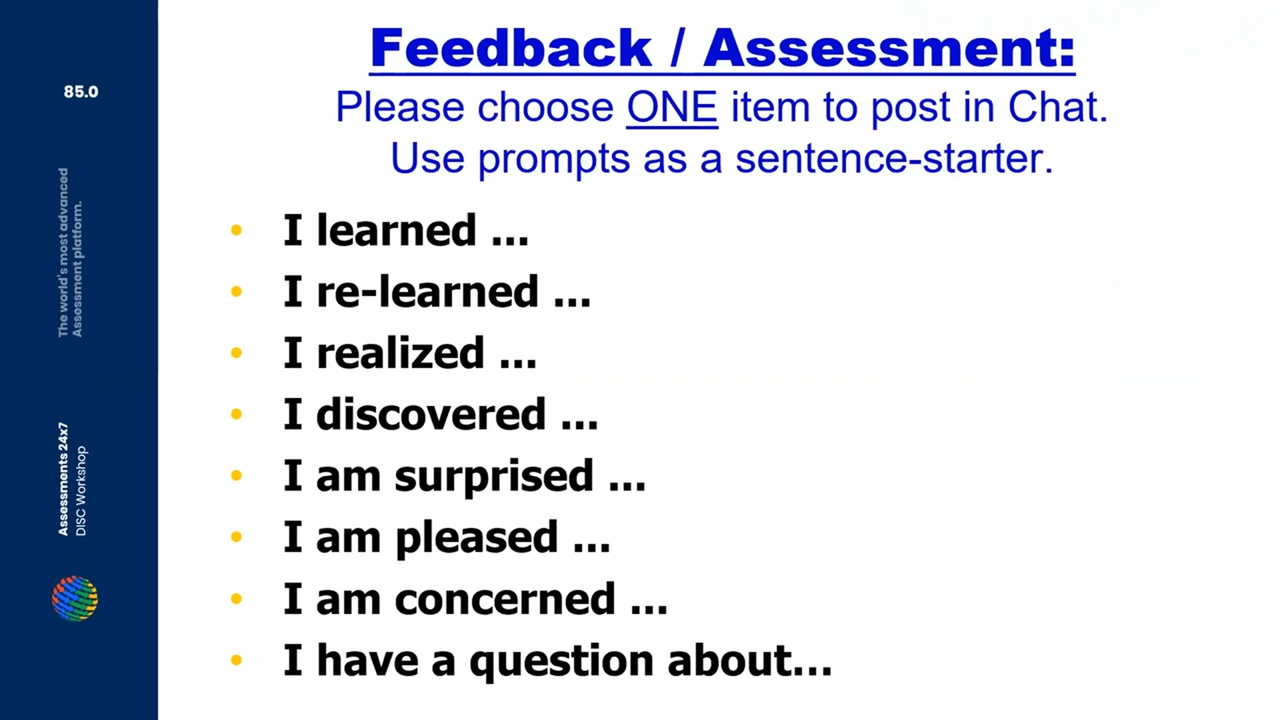 85.0
The world's most advanced
Assessment platform.
Assessments 24x7
DISC Workshop
Feedback / Assessment:
Please choose ONE item to post in Chat.
Use prompts as a sentence-starter.
• I learned ...
• I re-learned ...
• I realized ...
• I discovered ...
• I am surprised ...
• I am pleased ...
• I am concerned ...
• I have a question about...